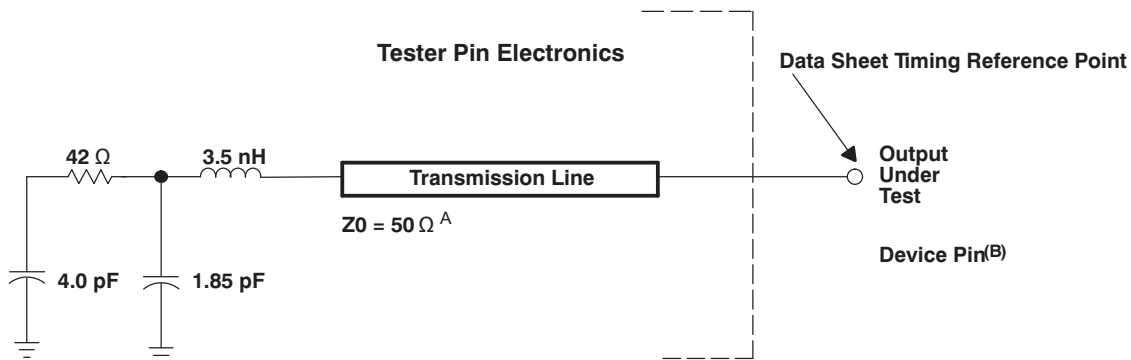 Tester Pin Electronics
Data Sheet Timing Reference Point
42 Ω
3.5 nH
Transmission Line
Output
Under
Test
Z0 = 50 Ω A
Device Pin(B)
4.0 pF
1.85 pF